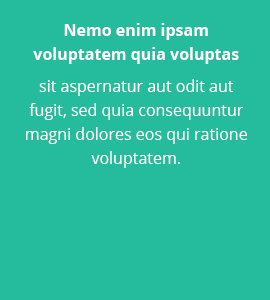 Nemo enim ipsam
voluptatem quia voluptas
sit aspernatur aut odit aut
fugit, sed quia consequuntur
magni dolores eos qui ratione
voluptatem.